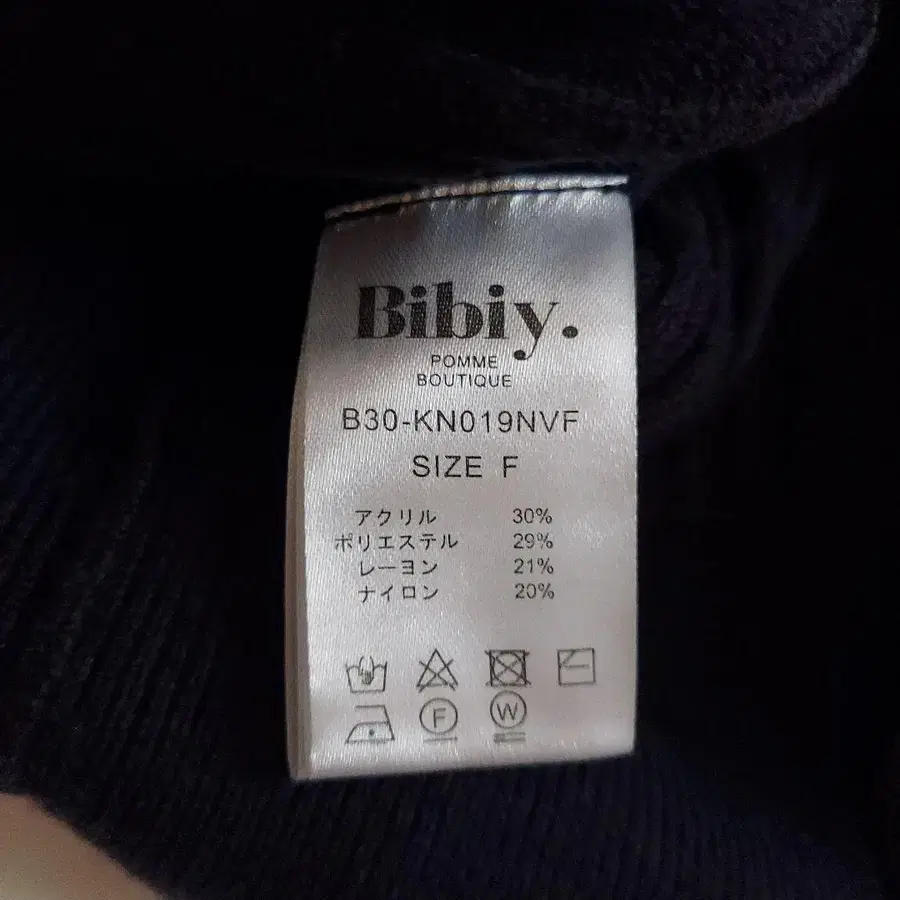 Bibiy.
POMME
BOUTIQUE
B30-KN019NVF
SIZE F
アクリル 30%
ポリエステル 29%
レーヨン 21%
ナイロン 20%
F W